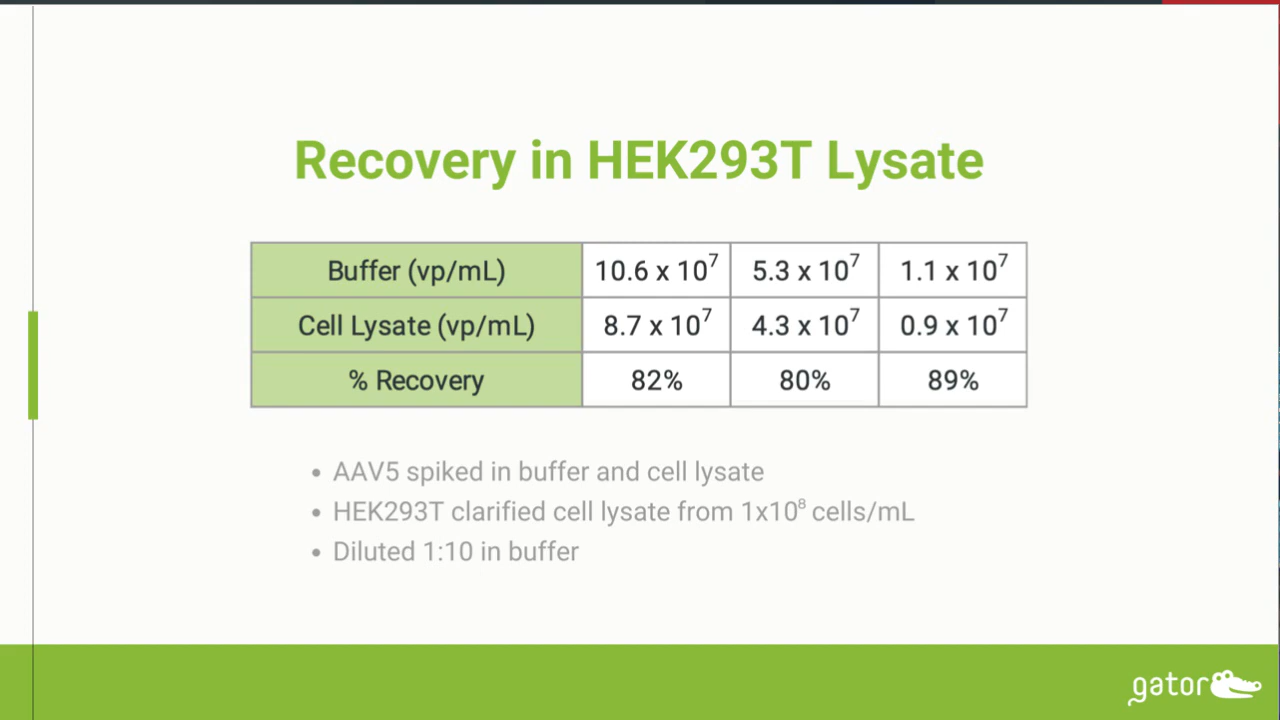 Recovery in HEK293T Lysate
Buffer (vp/mL) 10.6 x 10⁷ 5.3 x 10⁷ 1.1 x 10⁷
Cell Lysate (vp/mL) 8.7 x 10⁷ 4.3 x 10⁷ 0.9 x 10⁷
% Recovery 82% 80% 89%
• AAV5 spiked in buffer and cell lysate
• HEK293T clarified cell lysate from 1x10⁸ cells/mL
• Diluted 1:10 in buffer
gator